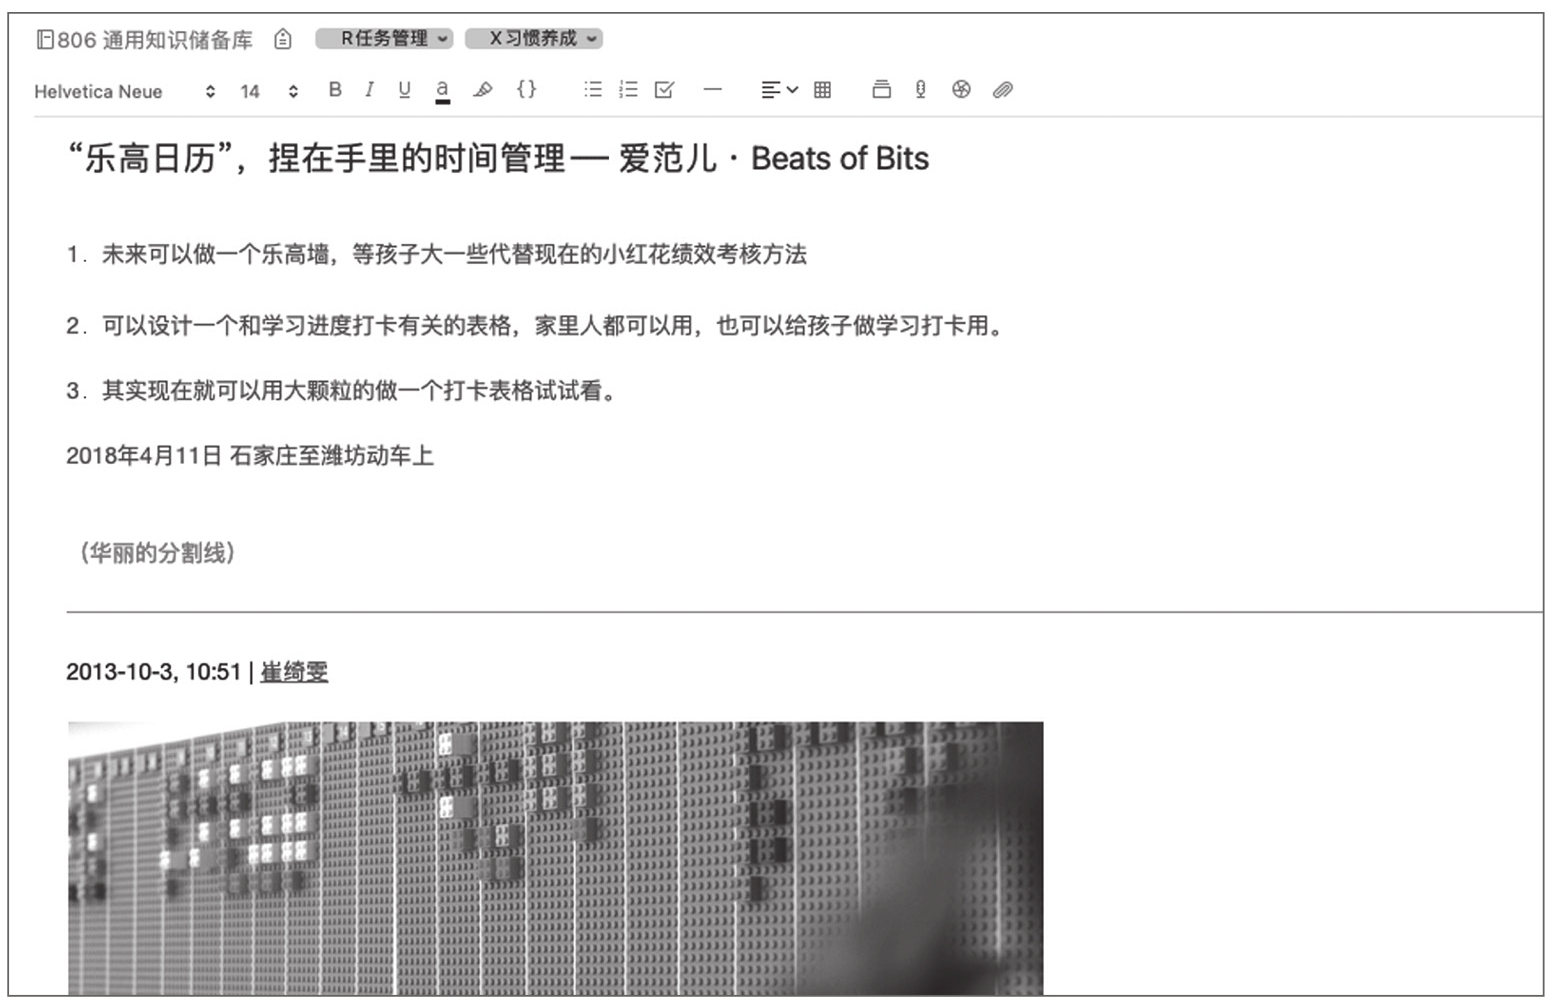 806 通用知识储备库 R任务管理 X习惯养成
Helvetica Neue 14 B I U a {}
“乐高日历”，捏在手里的时间管理 — 爱范儿 · Beats of Bits
1. 未来可以做一个乐高墙，等孩子大一些代替现在的小红花绩效考核方法
2. 可以设计一个和学习进度打卡有关的表格，家里人都可以用，也可以给孩子做学习打卡用。
3. 其实现在就可以用大颗粒的做一个打卡表格试试看。
2018年4月11日 石家庄至潍坊动车上
（华丽的分割线）
2013-10-3, 10:51 | 崔绮雯